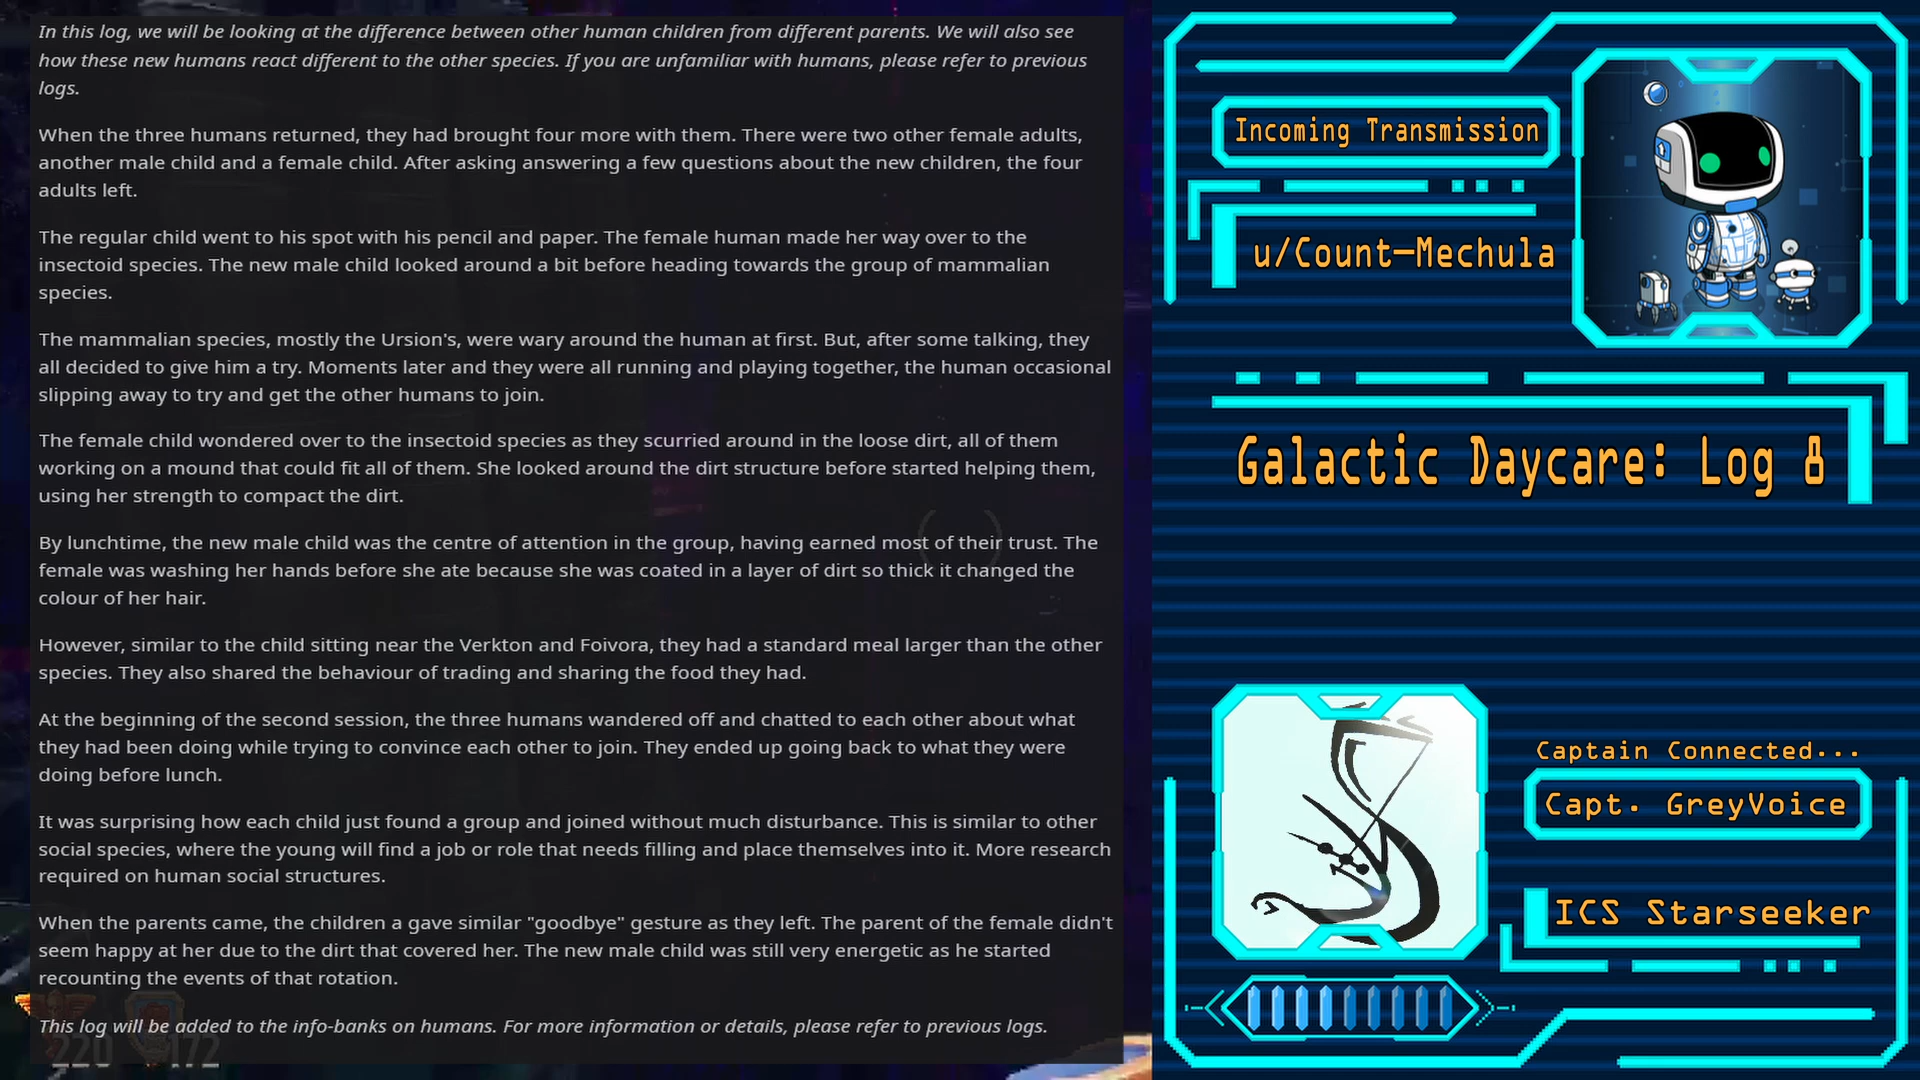 In this log, we will be looking at the difference between other human children from different parents. We will also see
how these new humans react different to the other species. If you are unfamiliar with humans, please refer to previous
logs.
When the three humans returned, they had brought four more with them. There were two other female adults,
another male child and a female child. After asking answering a few questions about the new children, the four
adults left.
The regular child went to his spot with his pencil and paper. The female human made her way over to the
insectoid species. The new male child looked around a bit before heading towards the group of mammalian
species.
The mammalian species, mostly the Ursion's, were wary around the human at first. But, after some talking, they
all decided to give him a try. Moments later and they were all running and playing together, the human occasional
slipping away to try and get the other humans to join.
The female child wondered over to the insectoid species as they scurried around in the loose dirt, all of them
working on a mound that could fit all of them. She looked around the dirt structure before started helping them,
using her strength to compact the dirt.
By lunchtime, the new male child was the centre of attention in the group, having earned most of their trust. The
female was washing her hands before she ate because she was coated in a layer of dirt so thick it changed the
colour of her hair.
However, similar to the child sitting near the Verkton and Foivora, they had a standard meal larger than the other
species. They also shared the behaviour of trading and sharing the food they had.
At the beginning of the second session, the three humans wandered off and chatted to each other about what
they had been doing while trying to convince each other to join. They ended up going back to what they were
doing before lunch.
It was surprising how each child just found a group and joined without much disturbance. This is similar to other
social species, where the young will find a job or role that needs filling and place themselves into it. More research
required on human social structures.
When the parents came, the children a gave similar "goodbye" gesture as they left. The parent of the female didn't
seem happy at her due to the dirt that covered her. The new male child was still very energetic as he started
recounting the events of that rotation.
This log will be added to the info-banks on humans. For more information or details, please refer to previous logs.
220 172
Incoming Transmission
u/Count-Mechula
Galactic Daycare: Log 8
Captain Connected...
Capt. GreyVoice
ICS Starseeker